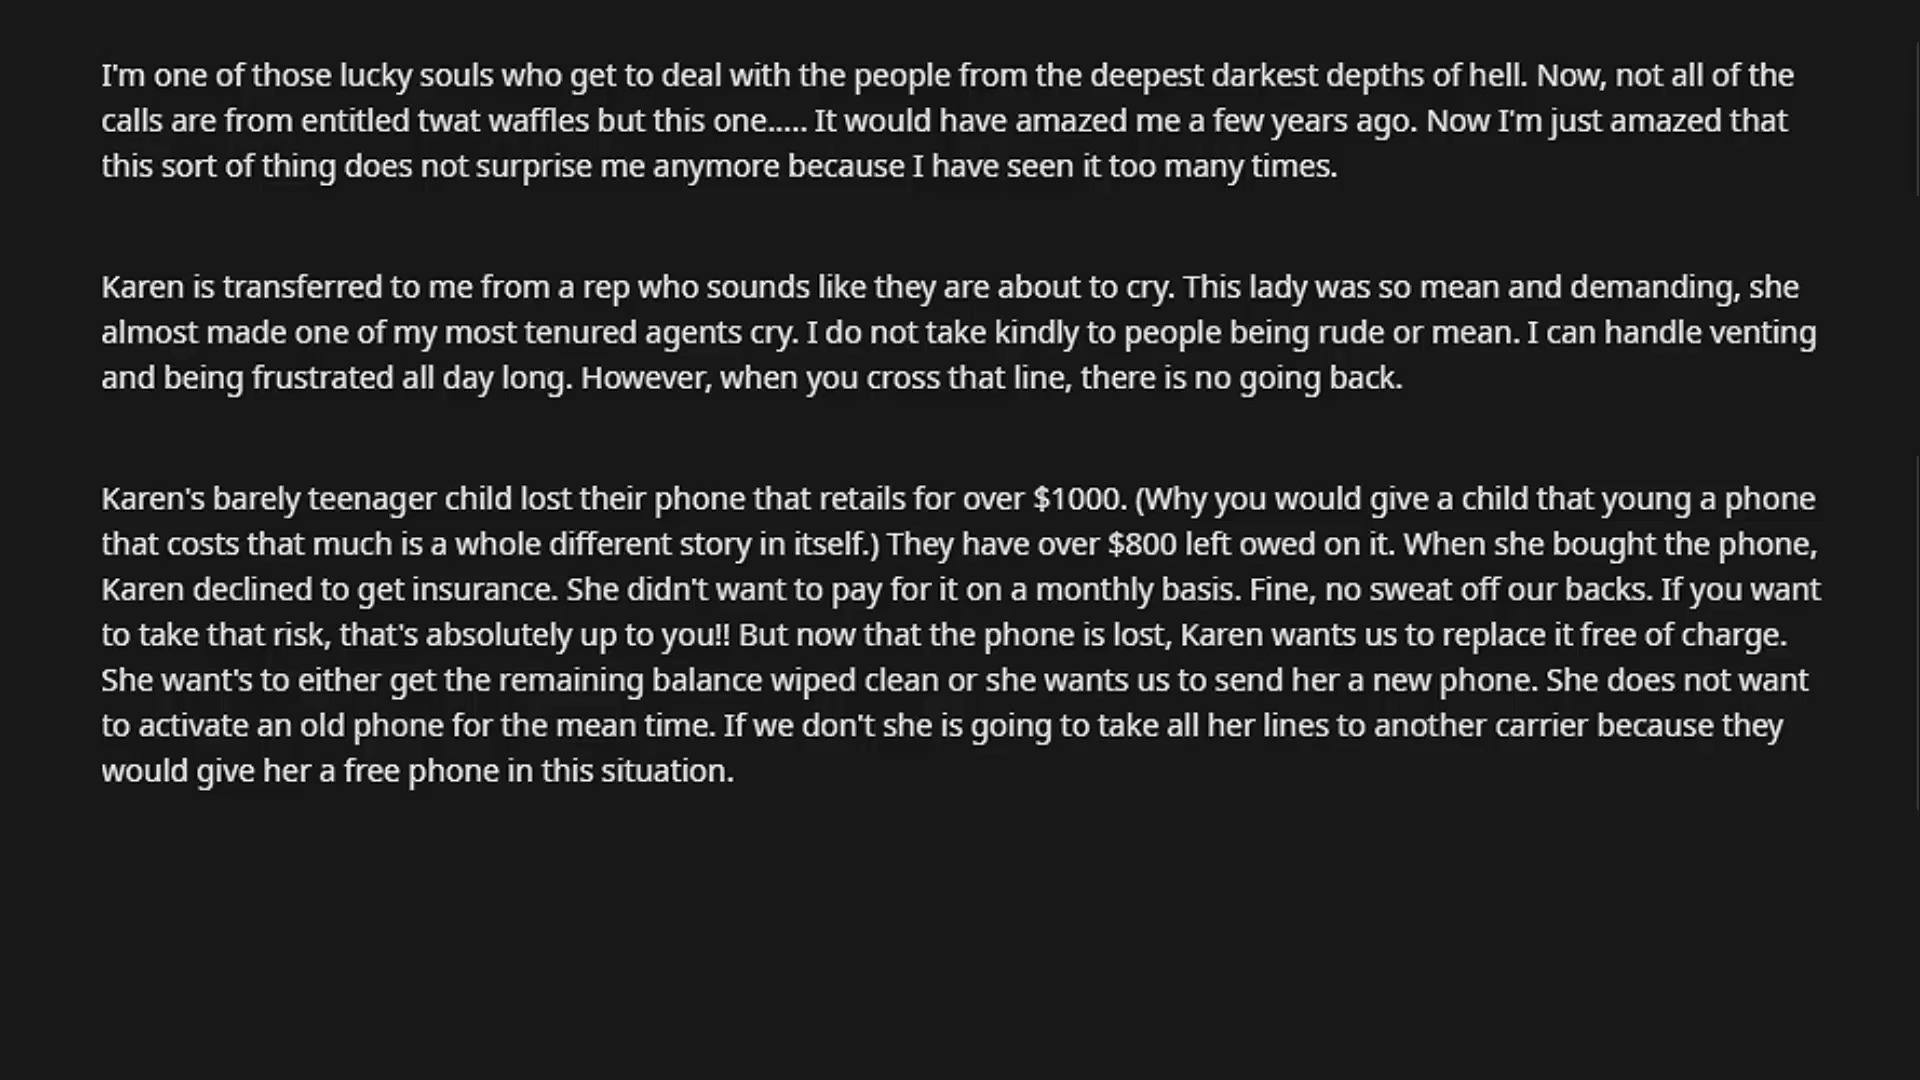 I'm one of those lucky souls who get to deal with the people from the deepest darkest depths of hell. Now, not all of the
calls are from entitled twat waffles but this one..... It would have amazed me a few years ago. Now I'm just amazed that
this sort of thing does not surprise me anymore because I have seen it too many times.
Karen is transferred to me from a rep who sounds like they are about to cry. This lady was so mean and demanding, she
almost made one of my most tenured agents cry. I do not take kindly to people being rude or mean. I can handle venting
and being frustrated all day long. However, when you cross that line, there is no going back.
Karen's barely teenager child lost their phone that retails for over $1000. (Why you would give a child that young a phone
that costs that much is a whole different story in itself.) They have over $800 left owed on it. When she bought the phone,
Karen declined to get insurance. She didn't want to pay for it on a monthly basis. Fine, no sweat off our backs. If you want
to take that risk, that's absolutely up to you!! But now that the phone is lost, Karen wants us to replace it free of charge.
She want's to either get the remaining balance wiped clean or she wants us to send her a new phone. She does not want
to activate an old phone for the mean time. If we don't she is going to take all her lines to another carrier because they
would give her a free phone in this situation.